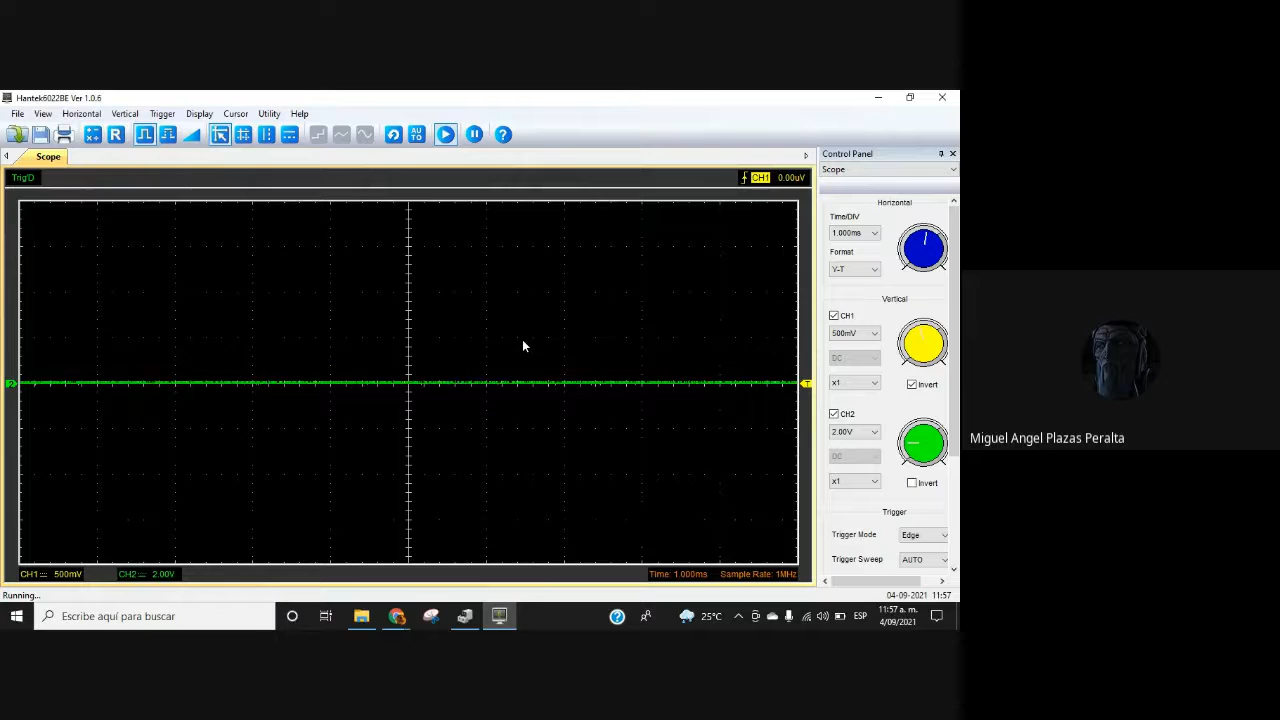 Hantek6022BE Ver 1.0.6
File View Horizontal Vertical Trigger Display Cursor Utility Help
R AU TO ?
Scope
Trig'D
CH1 0.00uV
2
T
Control Panel
Scope
Horizontal
Time/DIV
1.000ms
Format
Y-T
Vertical
CH1
500mV
DC
x1
Invert
CH2
2.00V
DC
x1
Invert
Trigger
Trigger Mode Edge
Trigger Sweep AUTO
CH1 500mV CH2 2.00V Time: 1.000ms Sample Rate: 1MHz
Running... 04-09-2021 11:57
Escribe aquí para buscar
25°C
ESP
11:57 a. m.
4/09/2021
Miguel Angel Plazas Peralta